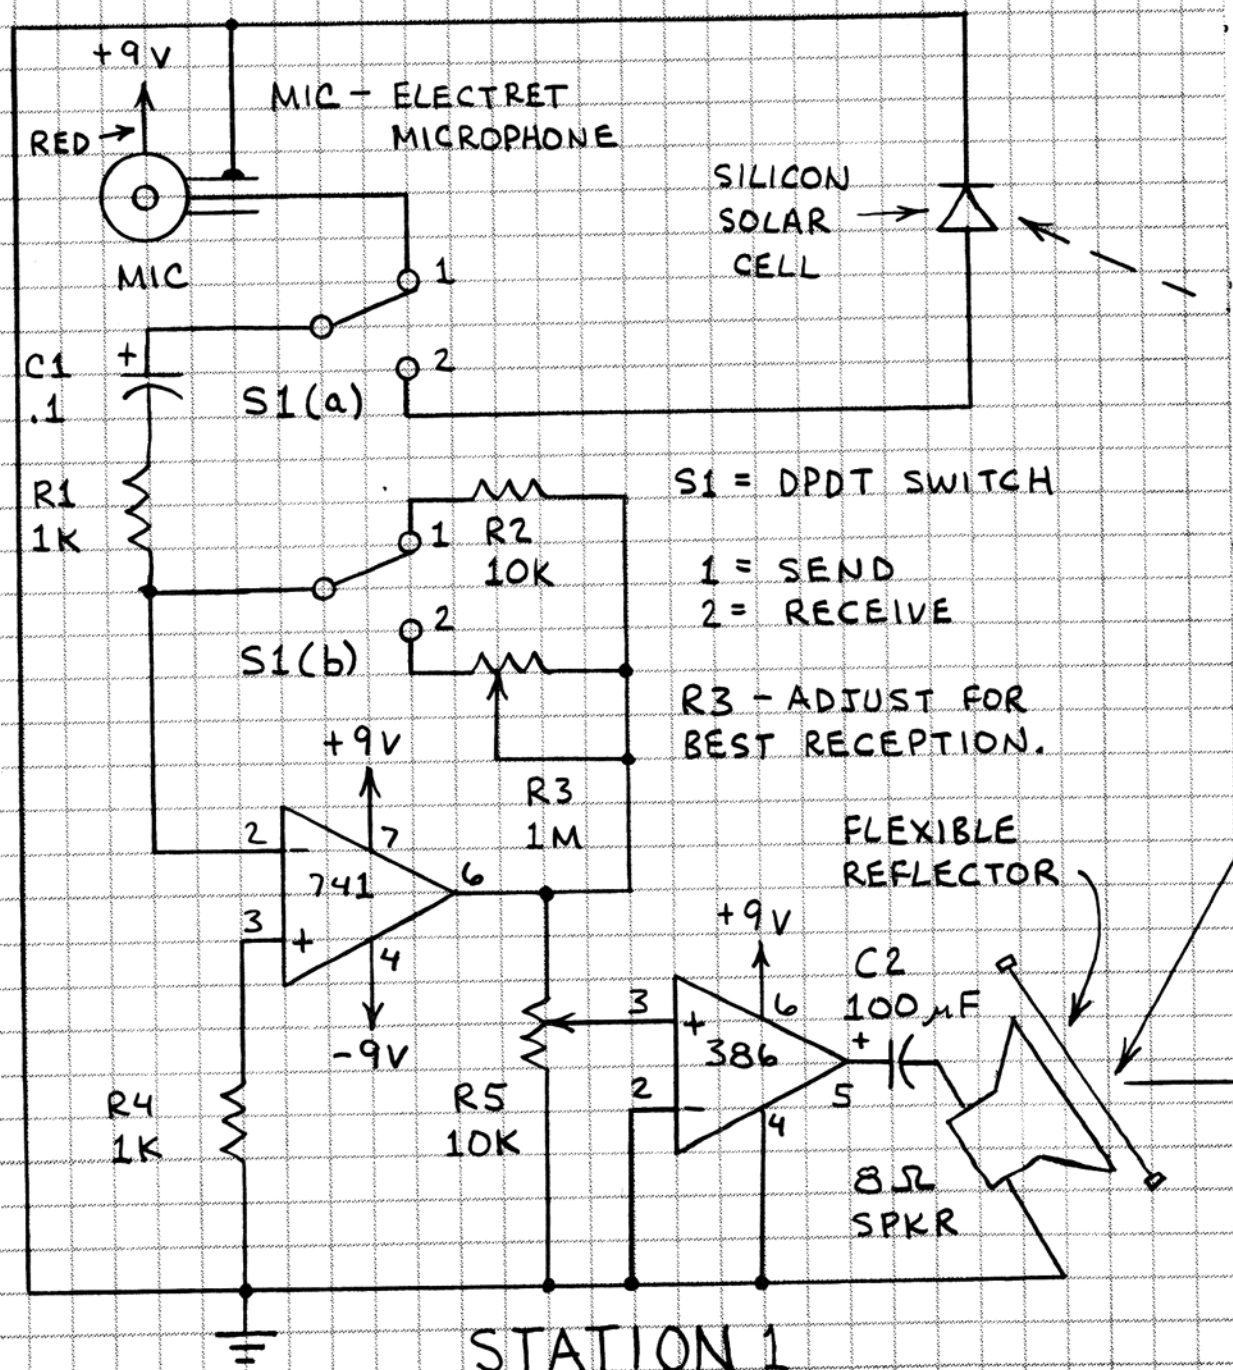 +9V
RED
MIC - ELECTRET
MICROPHONE
MIC
SILICON
SOLAR
CELL
1
2
S1(a)
+
C1
.1
R1
1K
S1 = DPDT SWITCH
1 = SEND
2 = RECEIVE
1
R2
10K
2
S1(b)
R3 - ADJUST FOR
BEST RECEPTION.
R3
1M
+9V
2
-
7
741
6
3
+
4
-9V
FLEXIBLE
REFLECTOR
R4
1K
R5
10K
+9V
3
+
6
386
2
-
4
5
C2
100µF
+
8Ω
SPKR
STATION 1